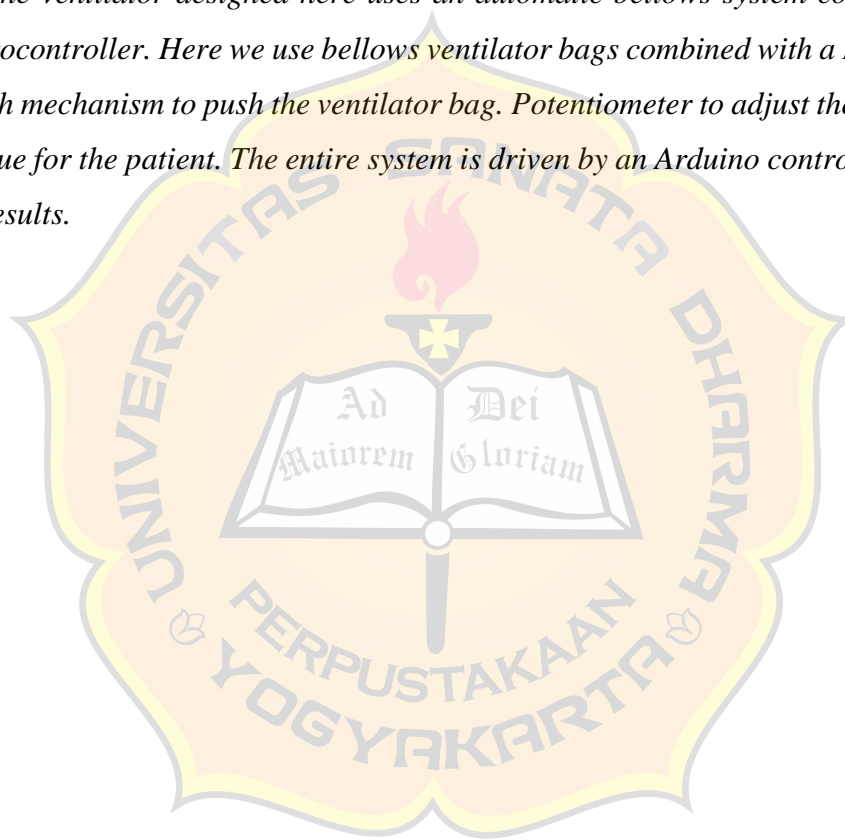 he ventilator designed here uses an automatic bellows system co
rocontroller. Here we use bellows ventilator bags combined with a
h mechanism to push the ventilator bag. Potentiometer to adjust the
ue for the patient. The entire system is driven by an Arduino contro
esults.
UNIVERSITAS SANATA DHARMA
Ad Dei
Maiorem Gloriam
PERPUSTAKAAN
YOGYAKARTA